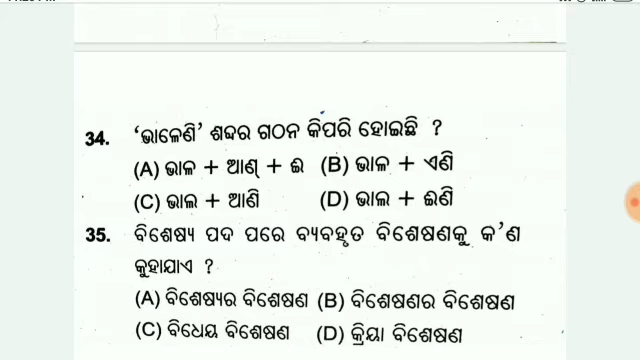 34. ‘ଭାଳେଣି’ ଶବ୍ଦର ଗଠନ କିପରି ହୋଇଛି ?
(A) ଭାଳ + ଆଣ୍ + ଈ (B) ଭାଳ + ଏଣି
(C) ଭାଲ + ଆଣି (D) ଭାଲ + ଈଣି
35. ବିଶେଷ୍ୟ ପଦ ପରେ ବ୍ୟବହୃତ ବିଶେଷଣକୁ କ’ଣ
କୁହାଯାଏ ?
(A) ବିଶେଷ୍ୟର ବିଶେଷଣ (B) ବିଶେଷଣର ବିଶେଷଣ
(C) ବିଧେୟ ବିଶେଷଣ (D) କ୍ରିୟା ବିଶେଷଣ